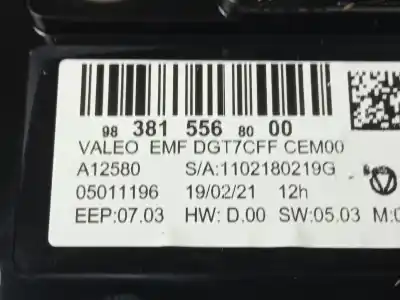 98 381 556 80 00
VALEO EMF DGT7CFF CEM00
A12580 S/A:1102180219G
05011196 19/02/21 12h
EEP:07.03 HW: D.00 SW:05.03 M:0